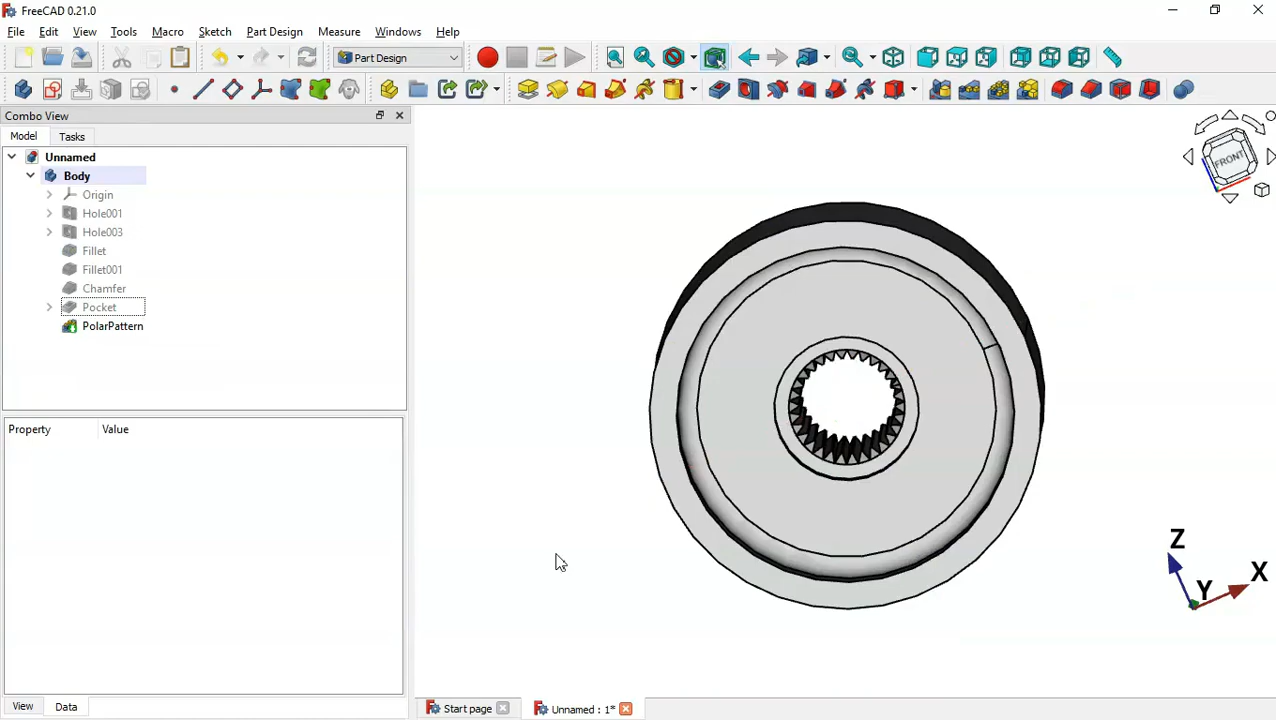 FreeCAD 0.21.0
File Edit View Tools Macro Sketch Part Design Measure Windows Help
Part Design
Combo View
Model Tasks
Unnamed
Body
Origin
Hole001
Hole003
Fillet
Fillet001
Chamfer
Pocket
PolarPattern
Property Value
View Data
FRONT
Z
Y X
Start page Unnamed : 1*